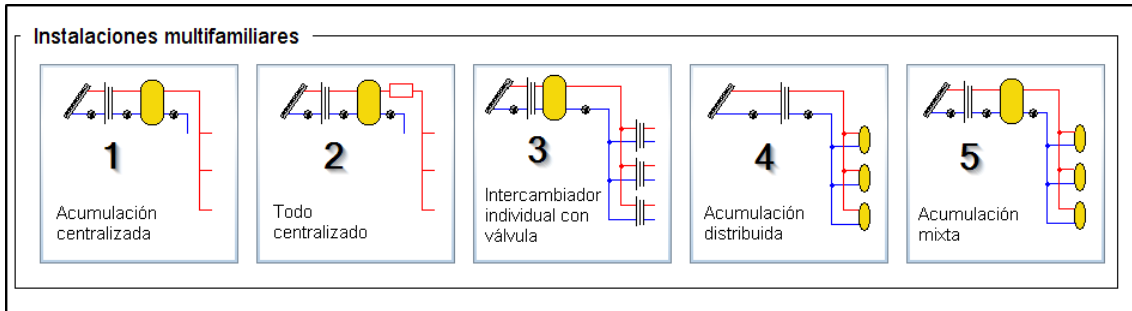 Instalaciones multifamiliares
1
Acumulación
centralizada
2
Todo
centralizado
3
Intercambiador
individual con
válvula
4
Acumulación
distribuida
5
Acumulación
mixta